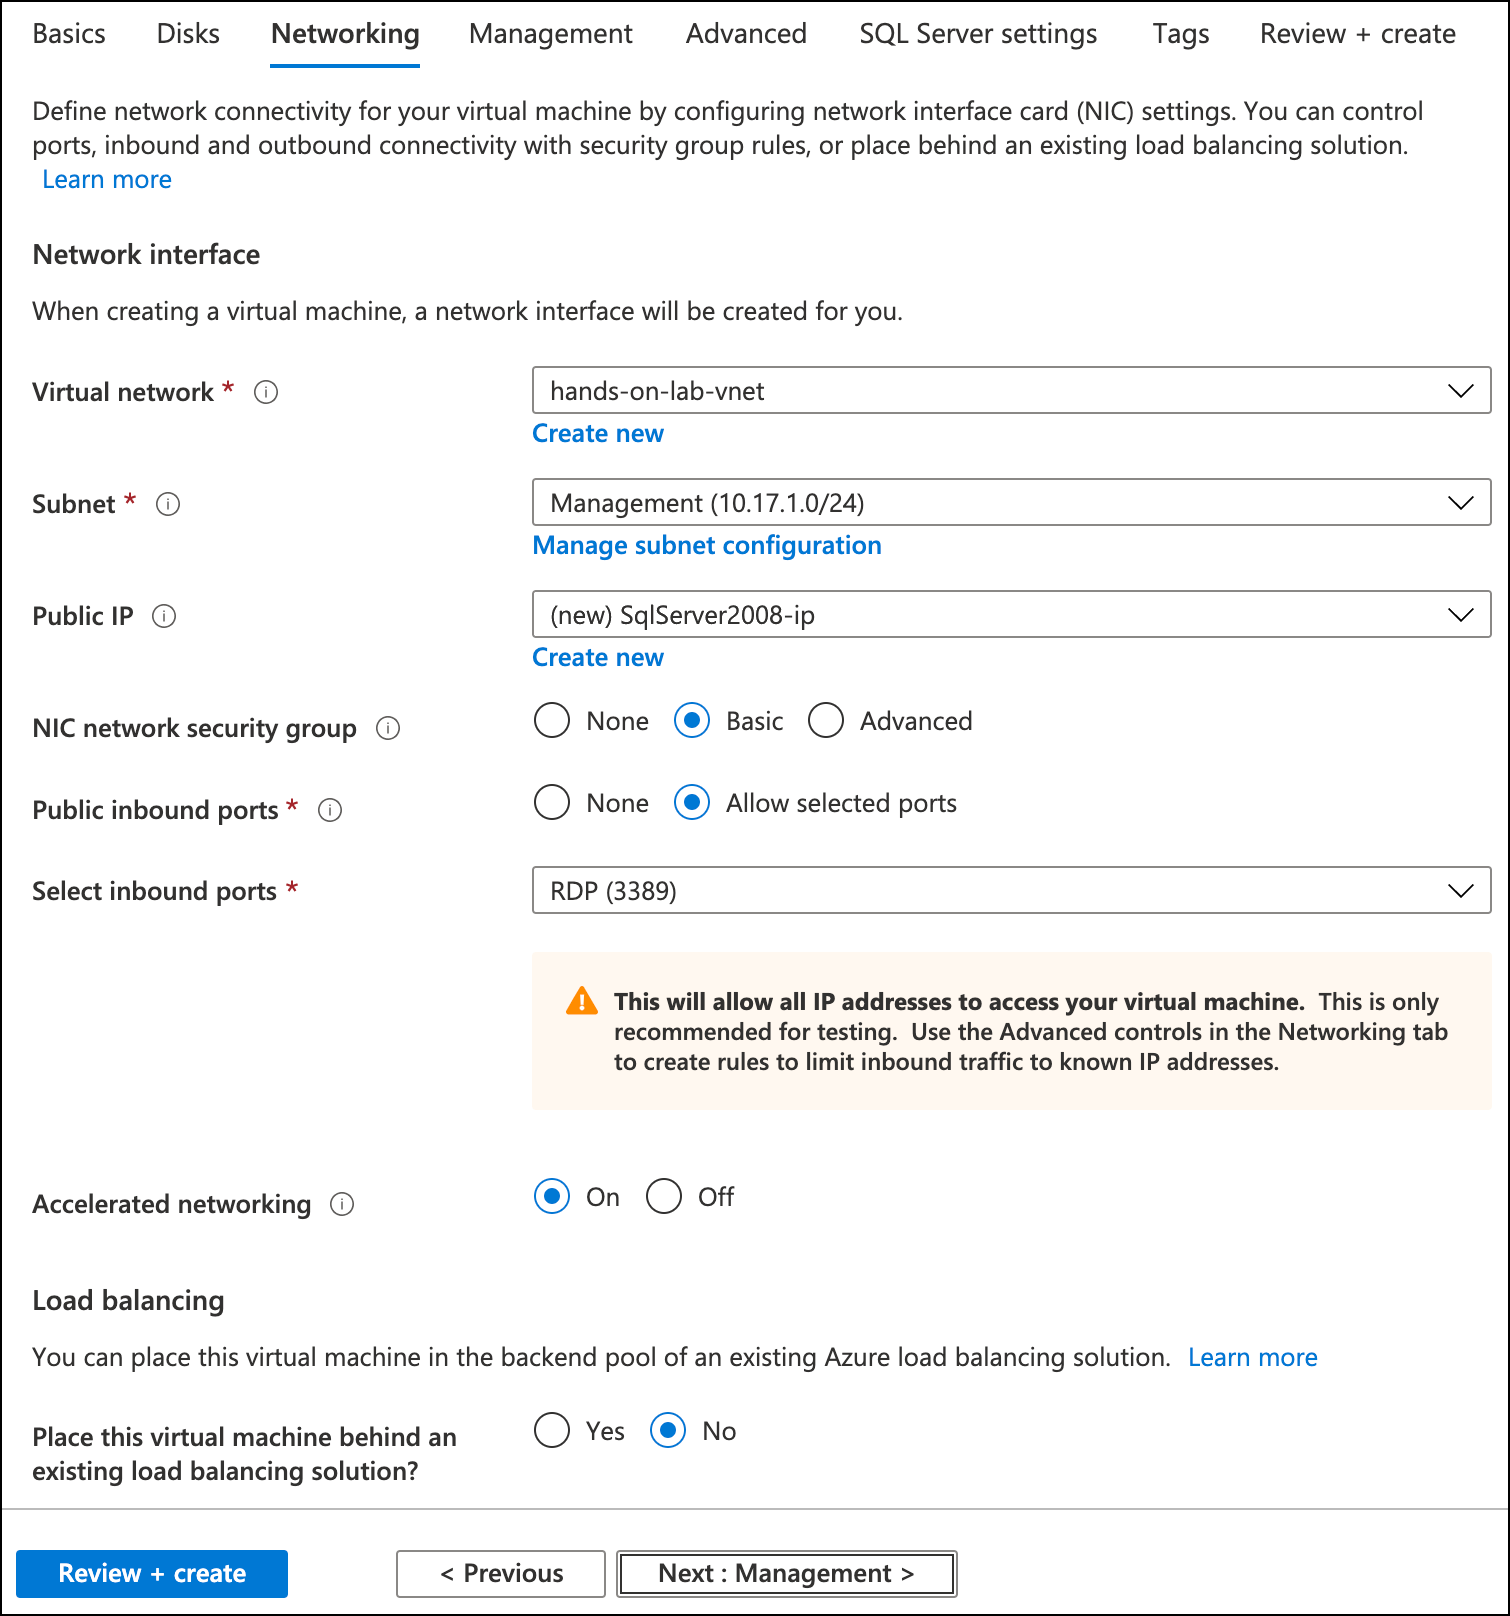 Basics Disks Networking Management Advanced SQL Server settings Tags Review + create
Define network connectivity for your virtual machine by configuring network interface card (NIC) settings. You can control
ports, inbound and outbound connectivity with security group rules, or place behind an existing load balancing solution.
Learn more
Network interface
When creating a virtual machine, a network interface will be created for you.
Virtual network * hands-on-lab-vnet
Create new
Subnet * Management (10.17.1.0/24)
Manage subnet configuration
Public IP (new) SqlServer2008-ip
Create new
NIC network security group None Basic Advanced
Public inbound ports * None Allow selected ports
Select inbound ports * RDP (3389)
This will allow all IP addresses to access your virtual machine. This is only
recommended for testing. Use the Advanced controls in the Networking tab
to create rules to limit inbound traffic to known IP addresses.
Accelerated networking On Off
Load balancing
You can place this virtual machine in the backend pool of an existing Azure load balancing solution. Learn more
Place this virtual machine behind an Yes No
existing load balancing solution?
Review + create < Previous Next : Management >